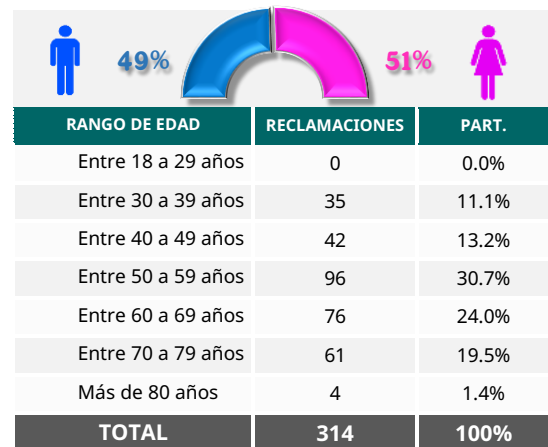 49% 51%
RANGO DE EDAD RECLAMACIONES PART.
Entre 18 a 29 años 0 0.0%
Entre 30 a 39 años 35 11.1%
Entre 40 a 49 años 42 13.2%
Entre 50 a 59 años 96 30.7%
Entre 60 a 69 años 76 24.0%
Entre 70 a 79 años 61 19.5%
Más de 80 años 4 1.4%
TOTAL 314 100%